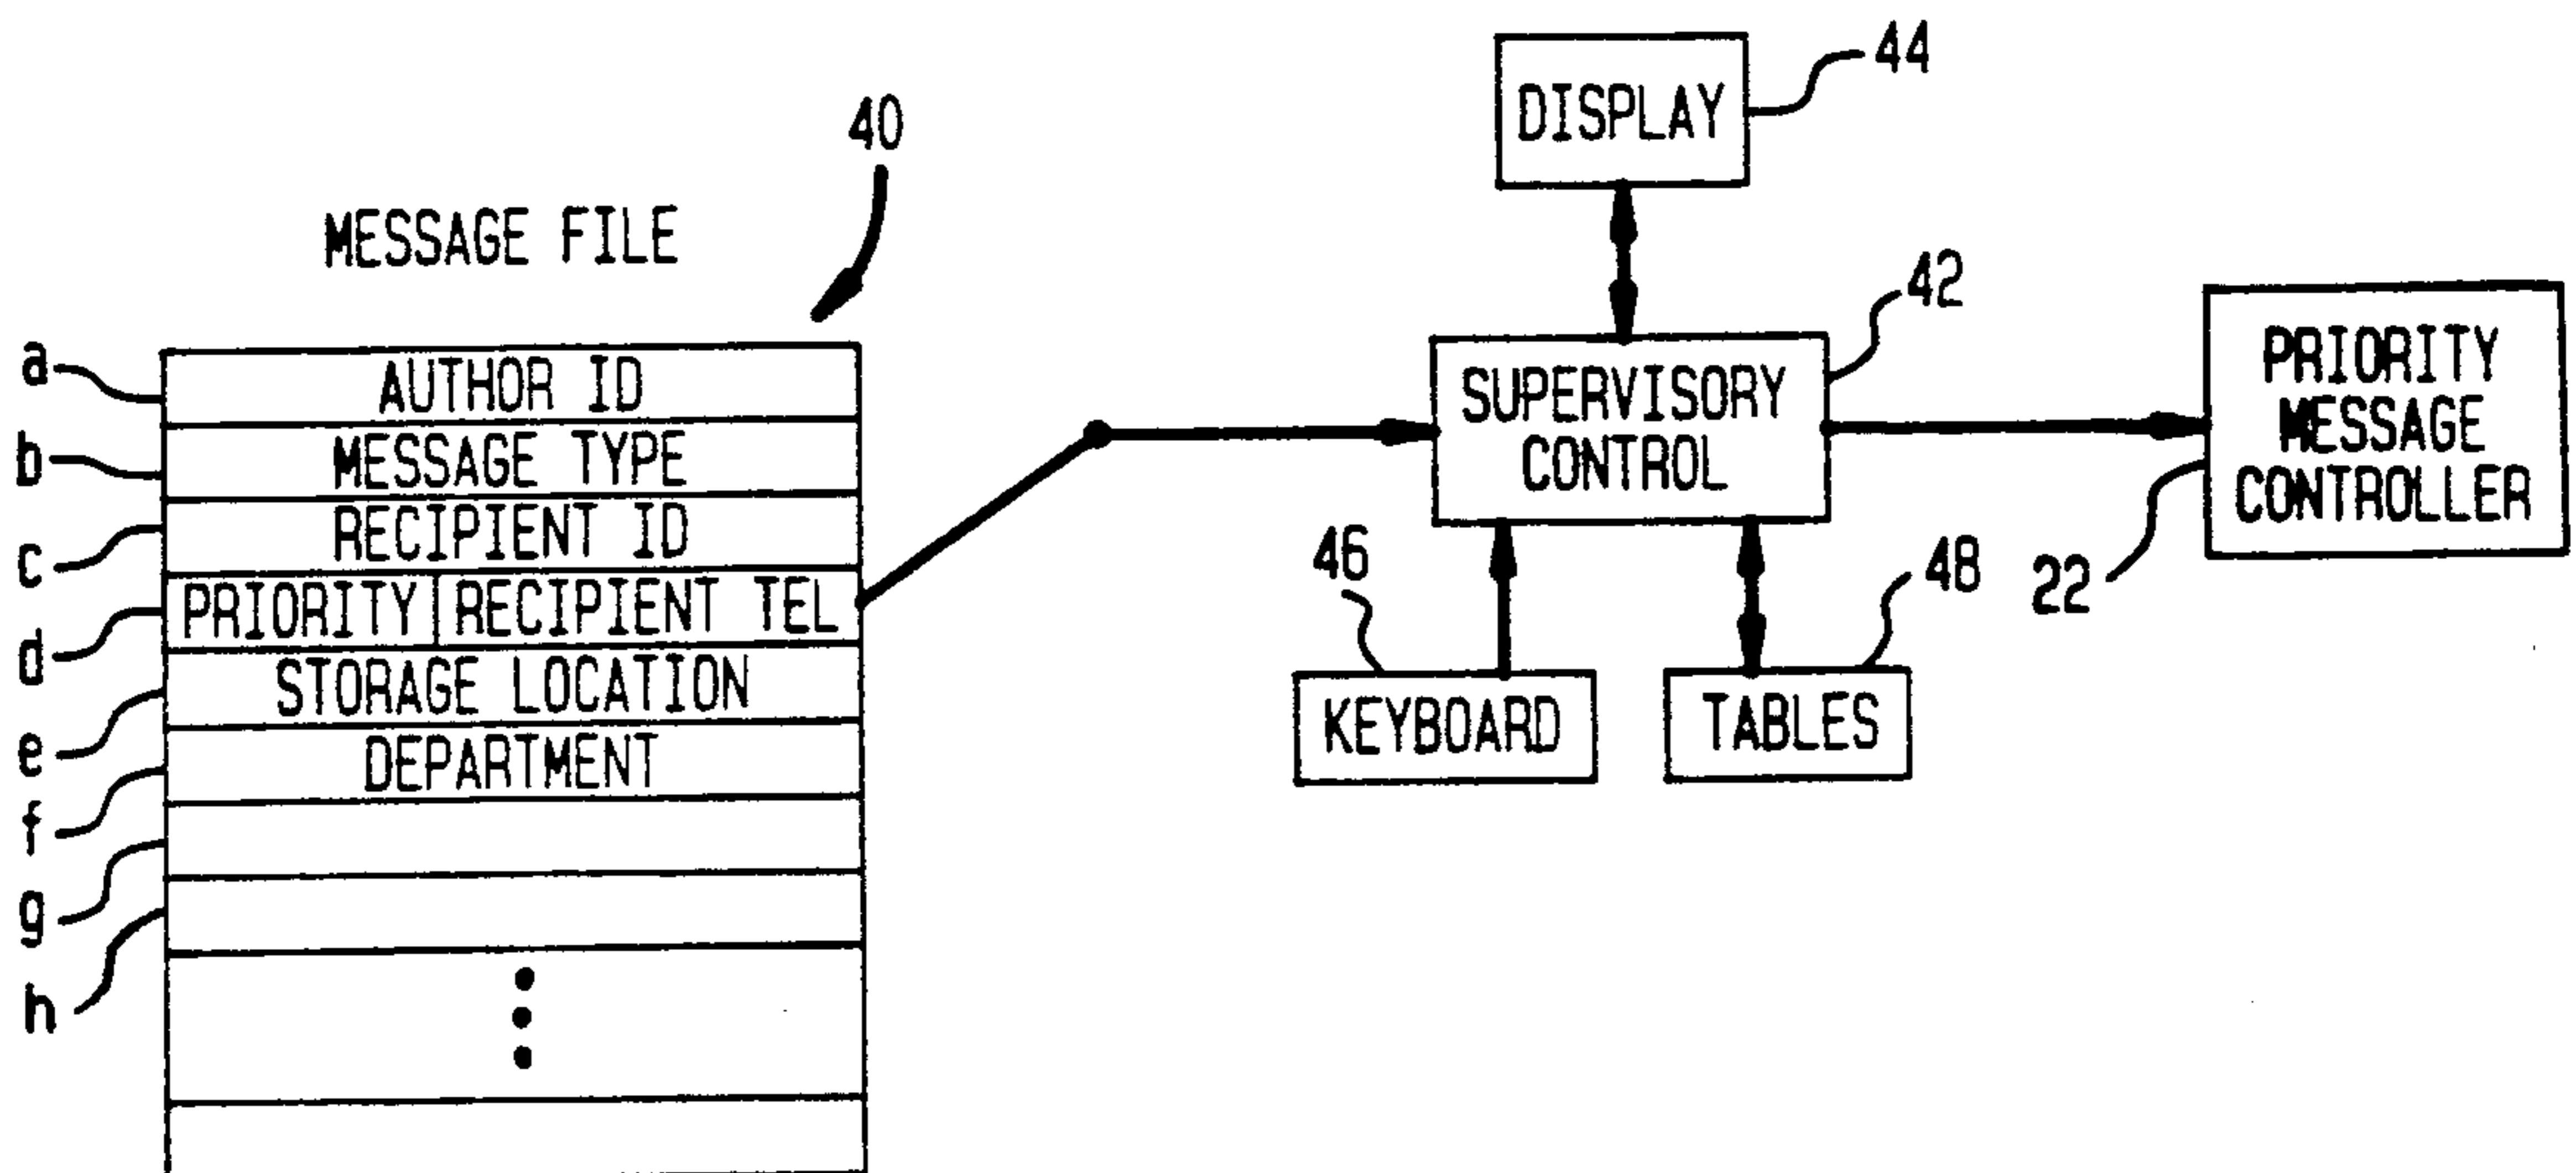 MESSAGE FILE
40
a
AUTHOR ID
b
MESSAGE TYPE
c
RECIPIENT ID
d
PRIORITY RECIPIENT TEL
e
STORAGE LOCATION
f
DEPARTMENT
g
h
DISPLAY
44
SUPERVISORY
CONTROL
42
46
KEYBOARD
48
TABLES
PRIORITY
MESSAGE
CONTROLLER
22